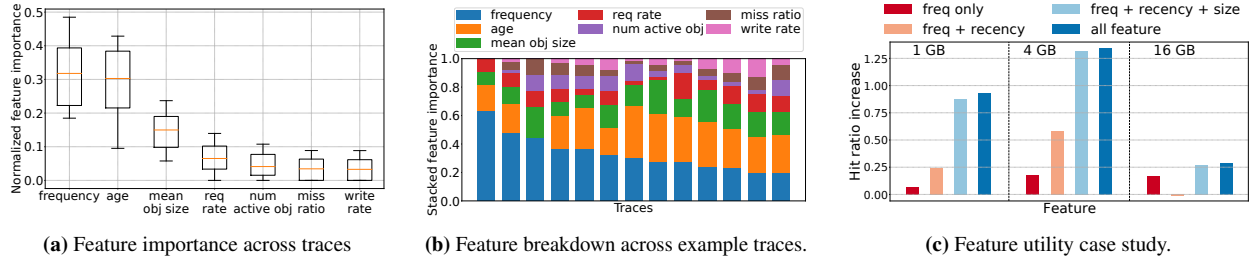 Normalized feature importance
0.5
0.4
0.3
0.2
0.1
0.0
frequency
age
mean
obj size
req
rate
num
active obj
miss
ratio
write
rate
(a) Feature importance across traces
frequency
age
mean obj size
req rate
num active obj
miss ratio
write rate
Stacked feature importance
1.0
0.8
0.6
0.4
0.2
0.0
Traces
(b) Feature breakdown across example traces.
freq only
freq + recency
freq + recency + size
all feature
Hit ratio increase
1.25
1.00
0.75
0.50
0.25
0.00
1 GB
4 GB
16 GB
Feature
(c) Feature utility case study.